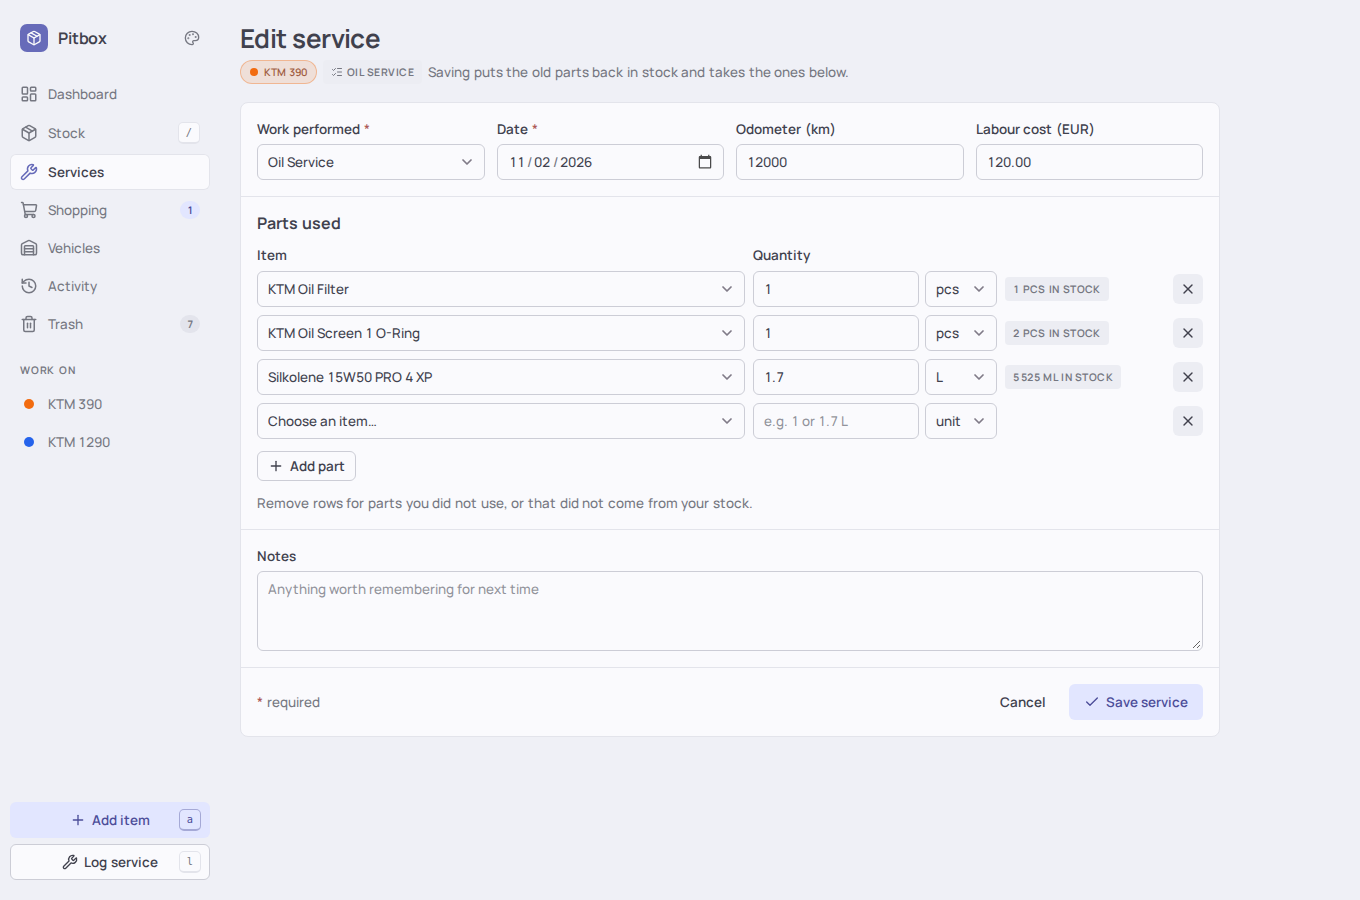 Pitbox
Dashboard
Stock /
Services
Shopping 1
Vehicles
Activity
Trash 7
WORK ON
KTM 390
KTM 1290
Add item a
Log service l
Edit service
KTM 390 OIL SERVICE Saving puts the old parts back in stock and takes the ones below.
Work performed * Date * Odometer (km) Labour cost (EUR)
Oil Service 11/02/2026 12000 120.00
Parts used
Item Quantity
KTM Oil Filter 1 pcs 1 PCS IN STOCK
KTM Oil Screen 1 O-Ring 1 pcs 2 PCS IN STOCK
Silkolene 15W50 PRO 4 XP 1.7 L 5 525 ML IN STOCK
Choose an item… e.g. 1 or 1.7 L unit
Add part
Remove rows for parts you did not use, or that did not come from your stock.
Notes
Anything worth remembering for next time
* required Cancel Save service